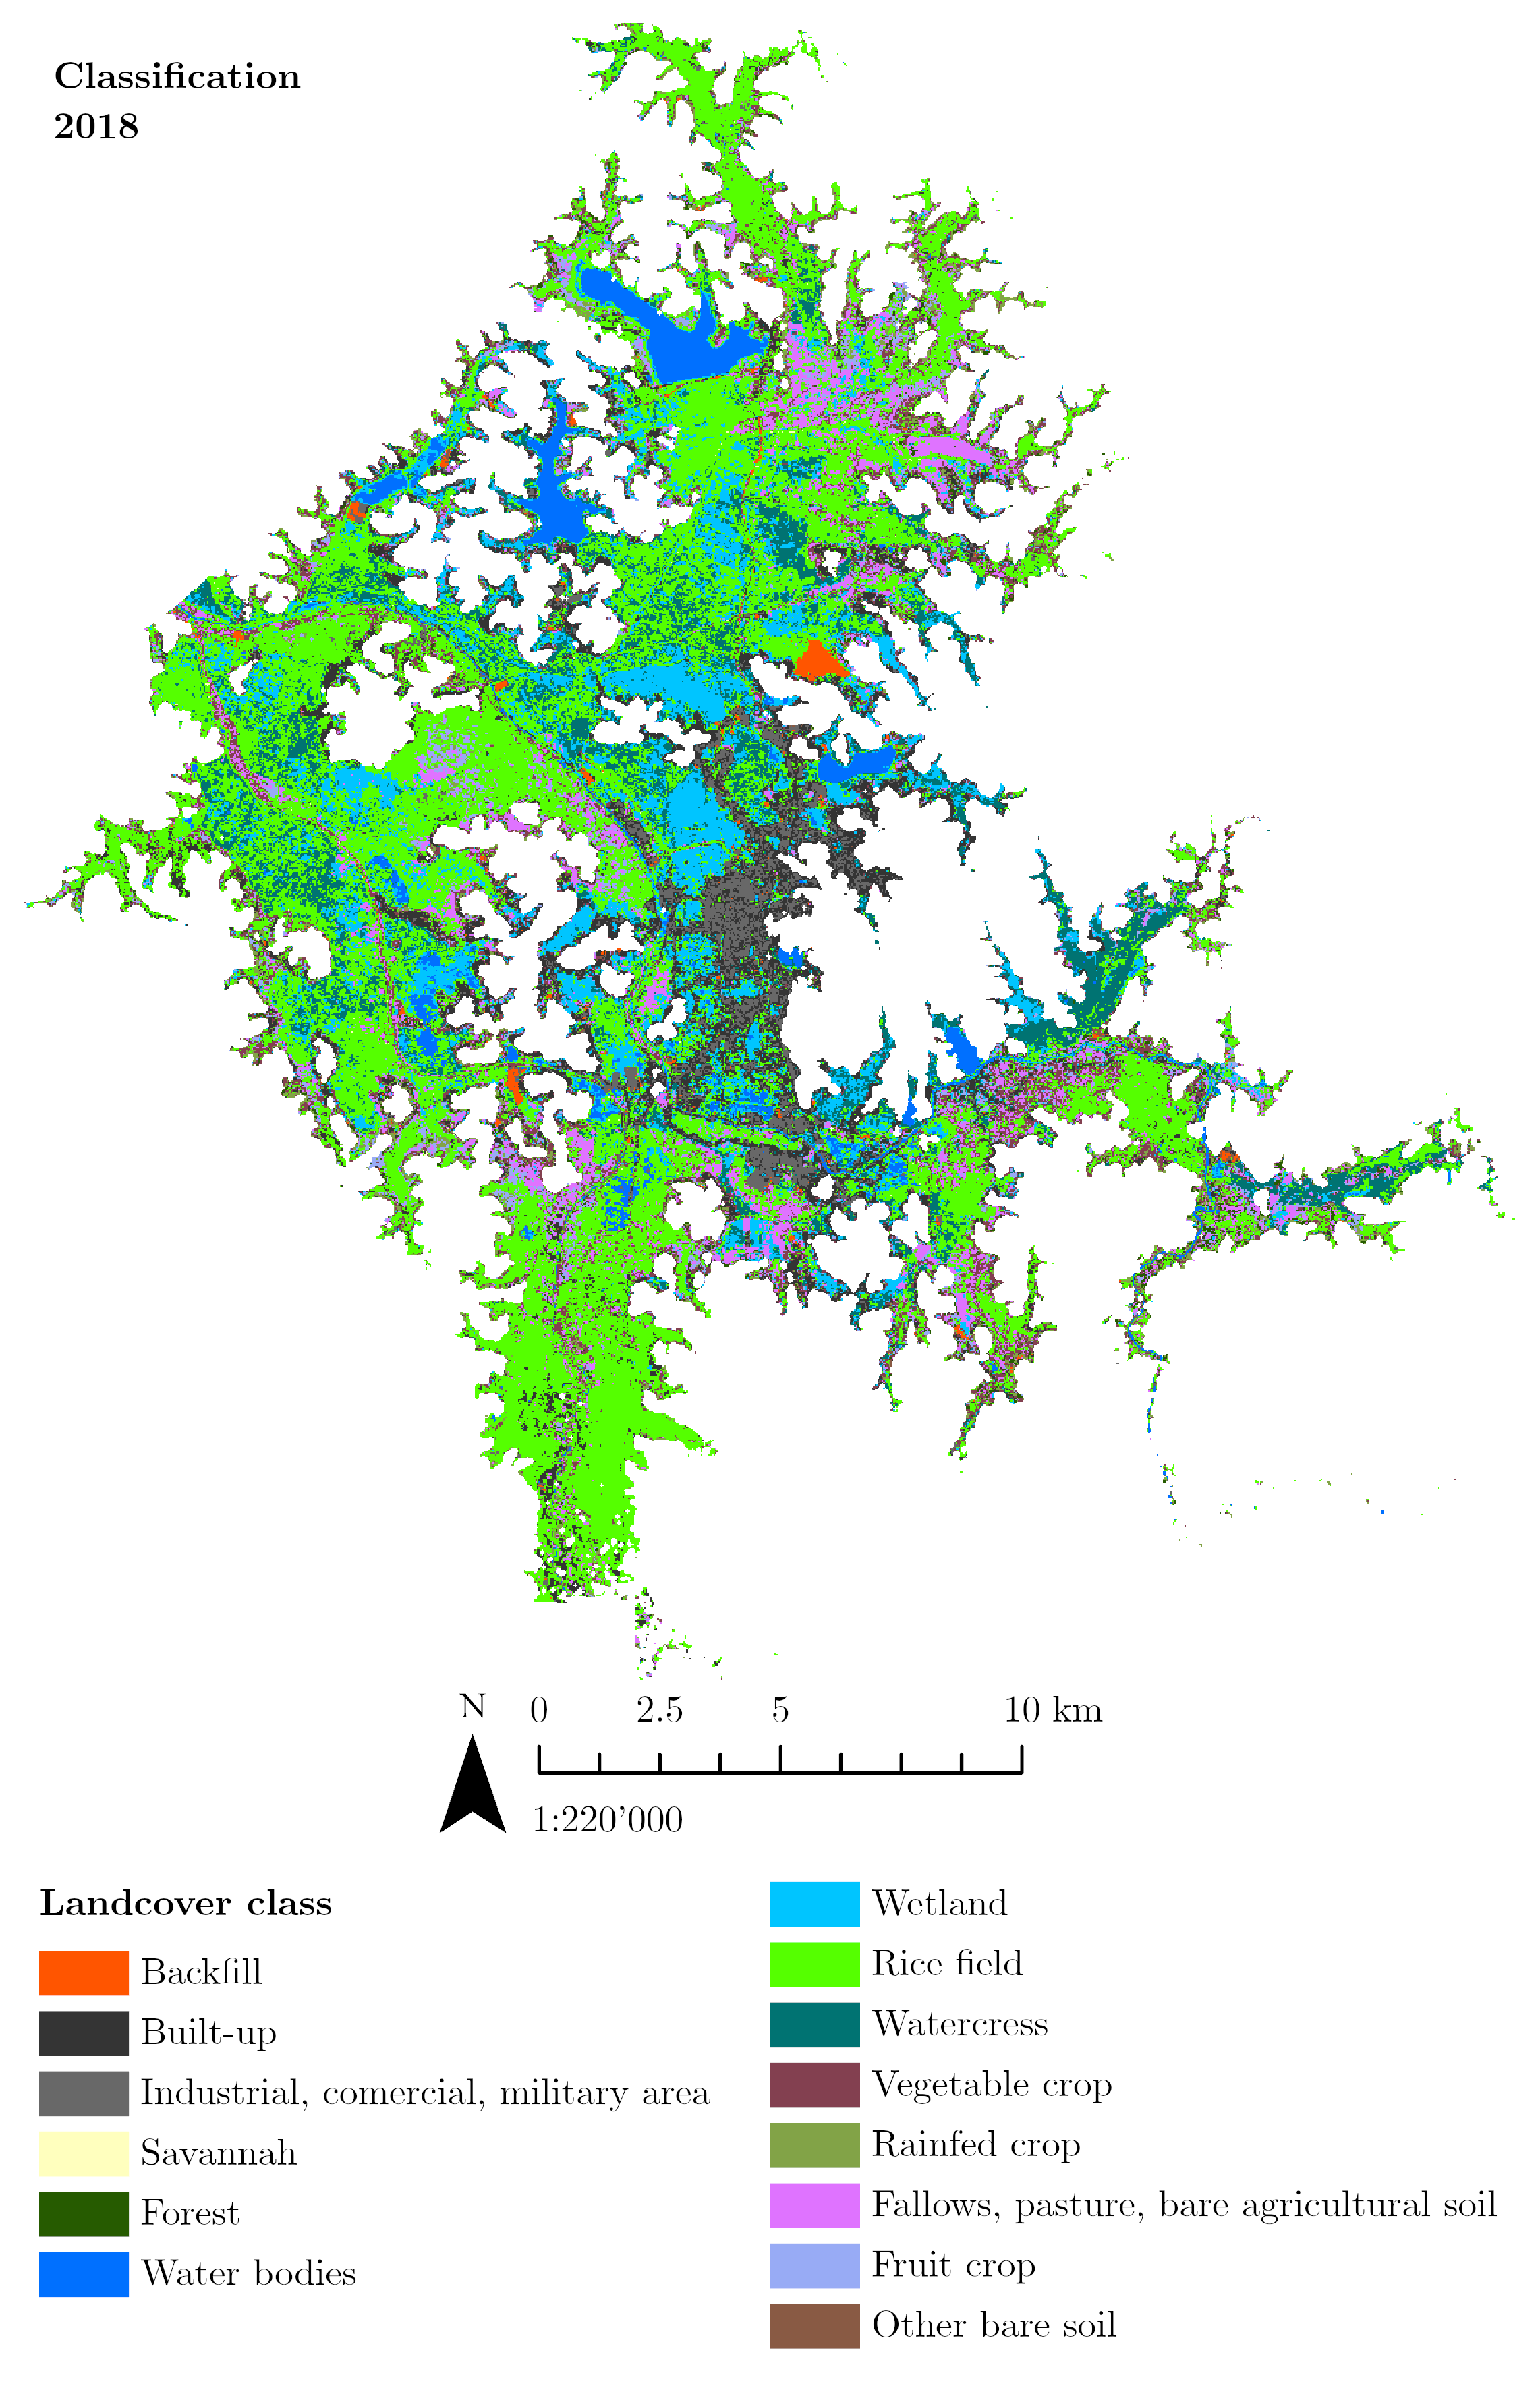 Classification
2018
N
0 2.5 5 10 km
1:220'000
Landcover class
Backfill
Built-up
Industrial, comercial, military area
Savannah
Forest
Water bodies
Wetland
Rice field
Watercress
Vegetable crop
Rainfed crop
Fallows, pasture, bare agricultural soil
Fruit crop
Other bare soil